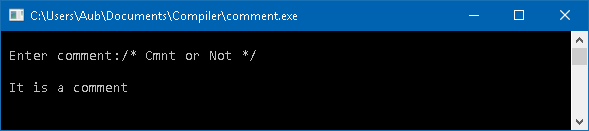 C:\Users\Aub\Documents\Compiler\comment.exe
Enter comment:/* Cmnt or Not */
It is a comment